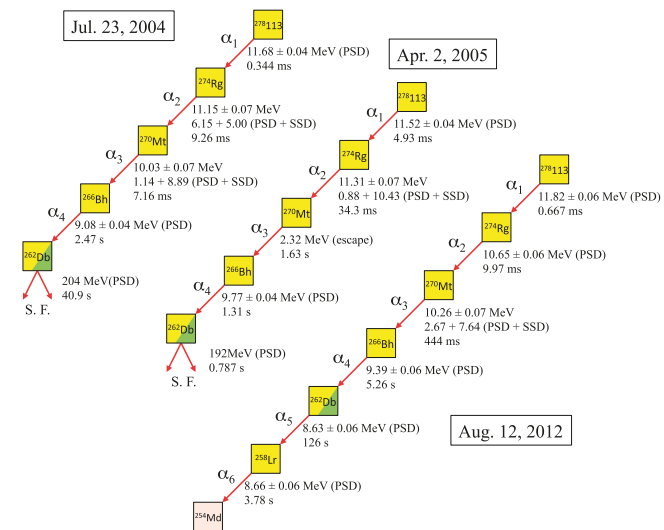 Jul. 23, 2004
²⁷⁸113
α₁
11.68 ± 0.04 MeV (PSD)
0.344 ms
²⁷⁴Rg
α₂
11.15 ± 0.07 MeV
6.15 + 5.00 (PSD + SSD)
9.26 ms
²⁷⁰Mt
α₃
10.03 ± 0.07 MeV
1.14 + 8.89 (PSD + SSD)
7.16 ms
²⁶⁶Bh
α₄
9.08 ± 0.04 MeV (PSD)
2.47 s
²⁶²Db
204 MeV(PSD)
40.9 s
S. F.
Apr. 2, 2005
²⁷⁸113
α₁
11.52 ± 0.04 MeV (PSD)
4.93 ms
²⁷⁴Rg
α₂
11.31 ± 0.07 MeV
0.88 + 10.43 (PSD + SSD)
34.3 ms
²⁷⁰Mt
α₃
2.32 MeV (escape)
1.63 s
²⁶⁶Bh
α₄
9.77 ± 0.04 MeV (PSD)
1.31 s
²⁶²Db
192MeV (PSD)
0.787 s
S. F.
²⁷⁸113
α₁
11.82 ± 0.06 MeV (PSD)
0.667 ms
²⁷⁴Rg
α₂
10.65 ± 0.06 MeV (PSD)
9.97 ms
²⁷⁰Mt
α₃
10.26 ± 0.07 MeV
2.67 + 7.64 (PSD + SSD)
444 ms
²⁶⁶Bh
α₄
9.39 ± 0.06 MeV (PSD)
5.26 s
²⁶²Db
α₅
8.63 ± 0.06 MeV (PSD)
126 s
²⁵⁸Lr
α₆
8.66 ± 0.06 MeV (PSD)
3.78 s
²⁵⁴Md
Aug. 12, 2012